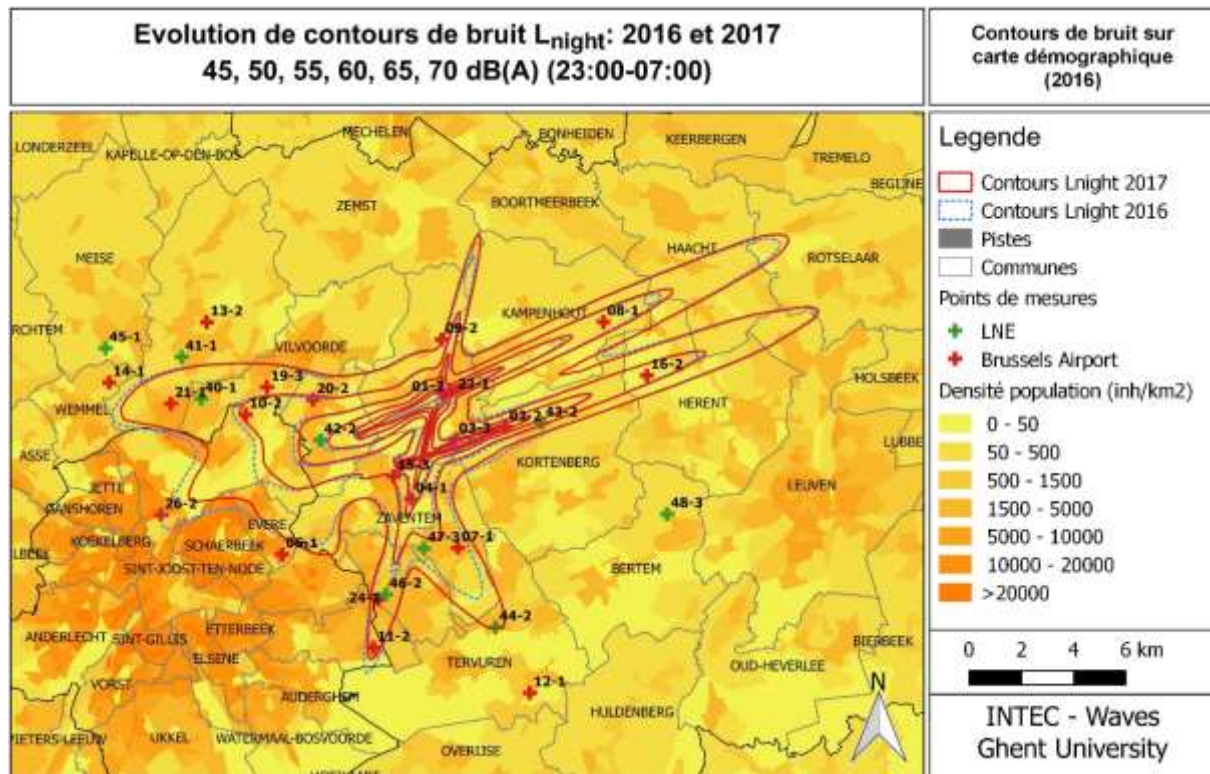 Evolution de contours de bruit Lnight: 2016 et 2017
45, 50, 55, 60, 65, 70 dB(A) (23:00-07:00)
Contours de bruit sur
carte démographique
(2016)
LONDERZEEL
KAPELLE-OP-DEN-BOS
MECHELEN
BONHEIDEN
KEERBERGEN
TREMELO
BEGIJNE
ZEMST
BOORTMEERBEEK
MEISE
HAACHT
ROTSELAAR
RCHTEM
13-2
45-1
41-1
VILVOORDE
09-2
KAMPENHOUT
08-1
14-1
WEMMEL
40-1
19-3
10-2
20-2
01-2
22-1
16-2
HOLSBEEK
HERENT
42-2
03-3
02-2
43-2
LUBBE
ASSE
KORTENBERG
JETTE
15-3
04-1
LEUVEN
26-2
48-3
EVERE
ZAVENTEM
KOEKELBERG
SCHAERBEEK
06-1
47-3
07-1
LBEEK
SINT-JOOST-TEN-NODE
BERTEM
46-2
ETTERBEEK
44-2
ANDERLECHT
SINT-GILLIS
ELSENE
11-2
BIERBEEK
TERVUREN
OUD-HEVERLEE
VORST
AUDERGHEM
12-1
HULDENBERG
PIETERS-LEEUW
UKKEL
WATERMAAL-BOSVOORDE
OVERIJSE
N
Legende
Contours Lnight 2017
Contours Lnight 2016
Pistes
Communes
Points de mesures
LNE
Brussels Airport
Densité population (inh/km2)
0 - 50
50 - 500
500 - 1500
1500 - 5000
5000 - 10000
10000 - 20000
>20000
0 2 4 6 km
INTEC - Waves
Ghent University